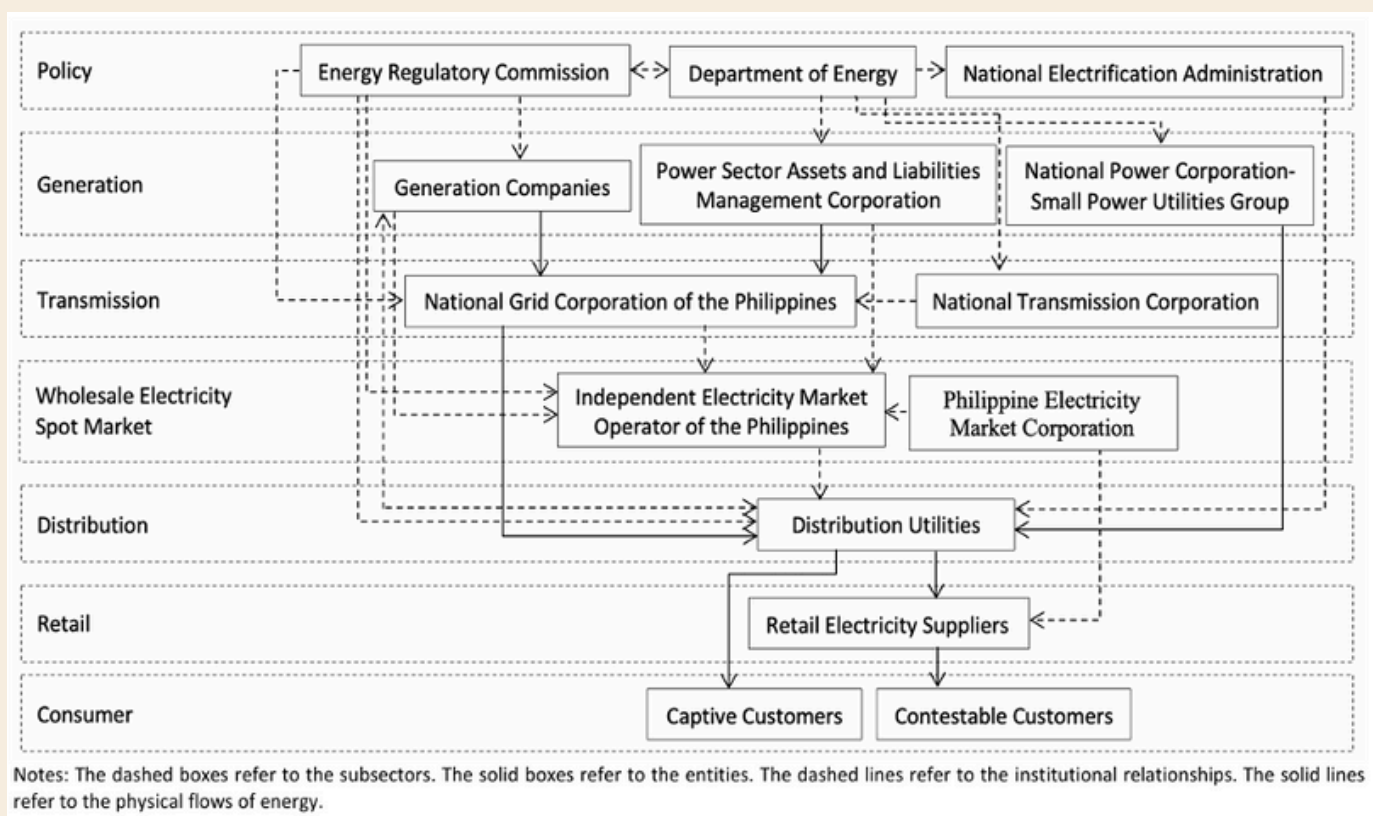 Policy
Energy Regulatory Commission
Department of Energy
National Electrification Administration
Generation
Generation Companies
Power Sector Assets and Liabilities
Management Corporation
National Power Corporation-
Small Power Utilities Group
Transmission
National Grid Corporation of the Philippines
National Transmission Corporation
Wholesale Electricity
Spot Market
Independent Electricity Market
Operator of the Philippines
Philippine Electricity
Market Corporation
Distribution
Distribution Utilities
Retail
Retail Electricity Suppliers
Consumer
Captive Customers
Contestable Customers
Notes: The dashed boxes refer to the subsectors. The solid boxes refer to the entities. The dashed lines refer to the institutional relationships. The solid lines
refer to the physical flows of energy.